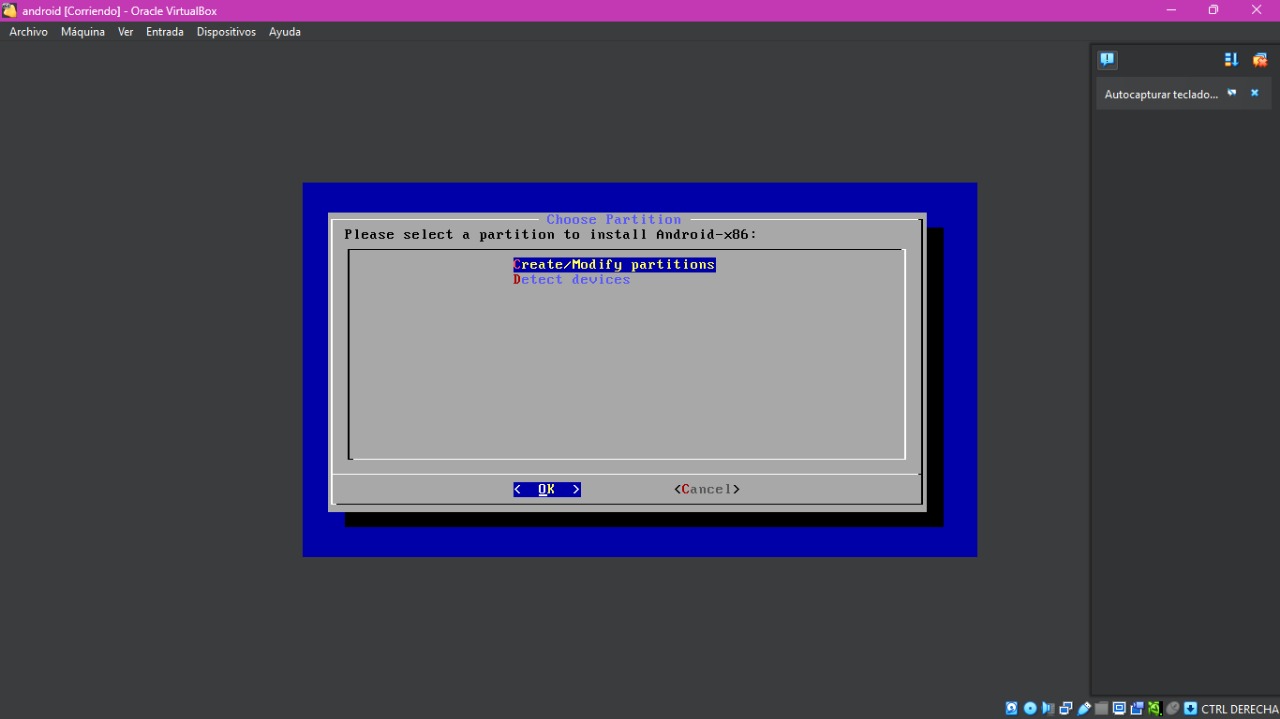 android [Corriendo] - Oracle VirtualBox
Archivo Máquina Ver Entrada Dispositivos Ayuda
Autocapturar teclado...
Choose Partition
Please select a partition to install Android-x86:
Create/Modify partitions
Detect devices
< OK > <Cancel>
CTRL DERECHA